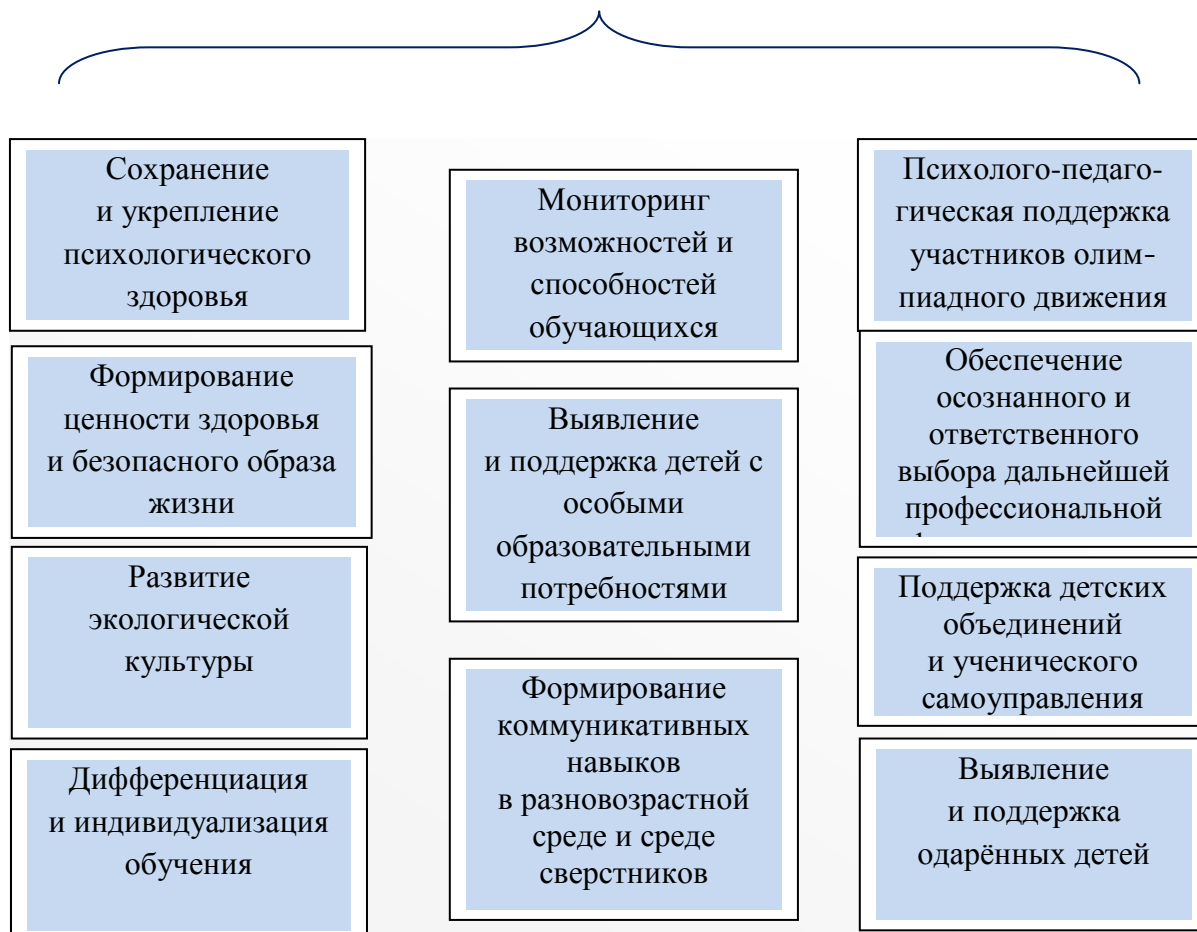 Сохранение
и укрепление
психологического
здоровья
Формирование
ценности здоровья
и безопасного образа
жизни
Развитие
экологической
культуры
Дифференциация
и индивидуализация
обучения
Мониторинг
возможностей и
способностей
обучающихся
Выявление
и поддержка детей с
особыми
образовательными
потребностями
Формирование
коммуникативных
навыков
в разновозрастной
среде и среде
сверстников
Психолого-педаго-
гическая поддержка
участников олим-
пиадного движения
Обеспечение
осознанного и
ответственного
выбора дальнейшей
профессиональной
Поддержка детских
объединений
и ученического
самоуправления
Выявление
и поддержка
одарённых детей